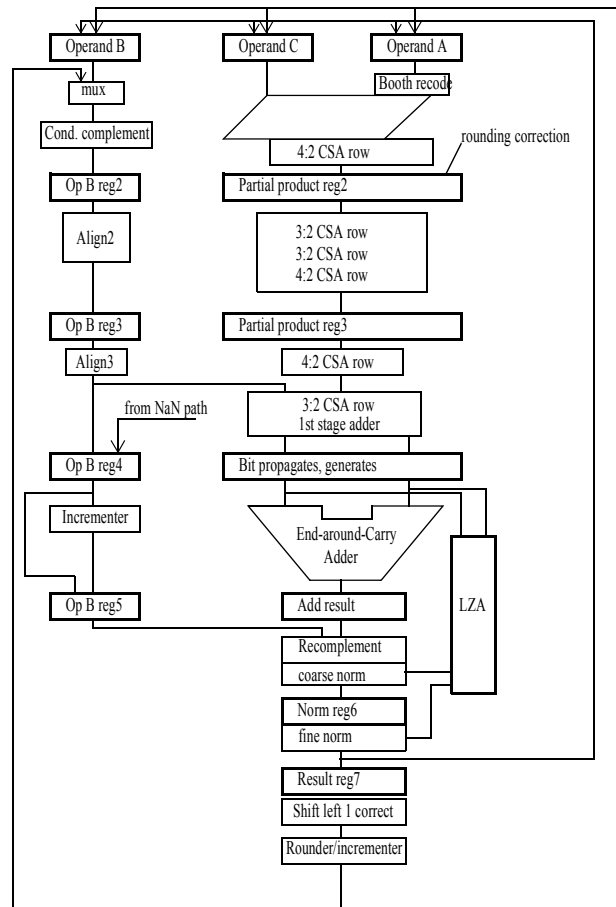 Operand B
Operand C
Operand A
mux
Booth recode
Cond. complement
4:2 CSA row
rounding correction
Op B reg2
Partial product reg2
Align2
3:2 CSA row
3:2 CSA row
4:2 CSA row
Op B reg3
Partial product reg3
Align3
4:2 CSA row
from NaN path
3:2 CSA row
1st stage adder
Op B reg4
Bit propagates, generates
Incrementer
End-around-Carry
Adder
Op B reg5
Add result
LZA
Recomplement
coarse norm
Norm reg6
fine norm
Result reg7
Shift left 1 correct
Rounder/incrementer